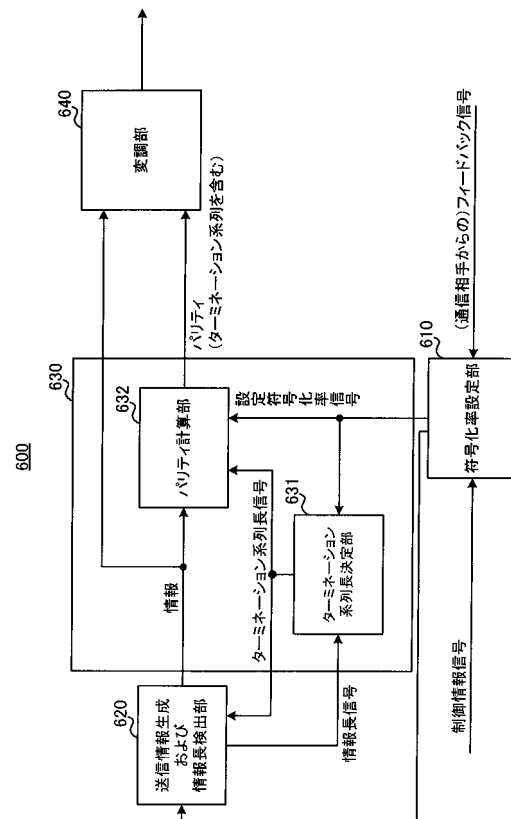 600
620
送信情報生成
および
情報長検出部
情報
情報長信号
ターミネーション系列長信号
630
632
パリティ計算部
631
ターミネーション
系列長決定部
設定符号化率信号
パリティ
(ターミネーション系列を含む)
640
変調部
610
符号化率設定部
制御情報信号
(通信相手からの)フィードバック信号